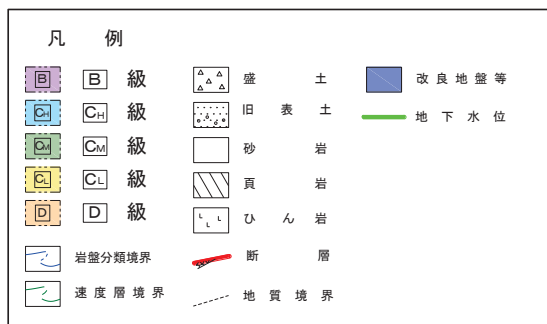 凡 例
B B 級
CH CH 級
CM CM 級
CL CL 級
D D 級
岩盤分類境界
速度層境界
盛 土
旧 表 土
砂 岩
頁 岩
ひ ん 岩
断 層
地 質 境 界
改 良 地 盤 等
地 下 水 位